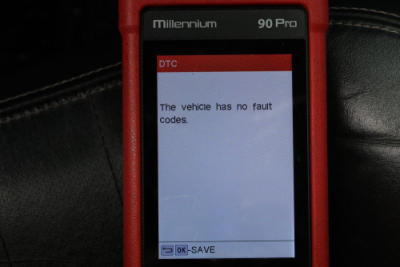 Millennium 90 Pro
DTC
The vehicle has no fault
codes.
OK-SAVE